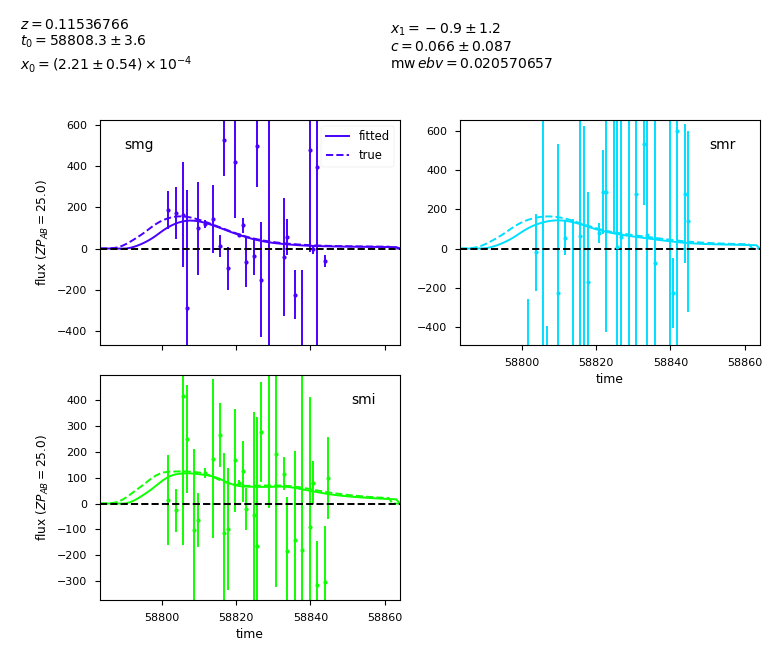 z = 0.11536766
t₀ = 58808.3 ± 3.6
x₀ = (2.21 ± 0.54) × 10⁻⁴
x₁ = −0.9 ± 1.2
c = 0.066 ± 0.087
mw ebv = 0.020570657
smg
fitted
true
600
400
200
0
−200
−400
flux (ZP_AB = 25.0)
smr
600
400
200
0
−200
−400
58800 58820 58840 58860
time
smi
400
300
200
100
0
−100
−200
−300
flux (ZP_AB = 25.0)
58800 58820 58840 58860
time